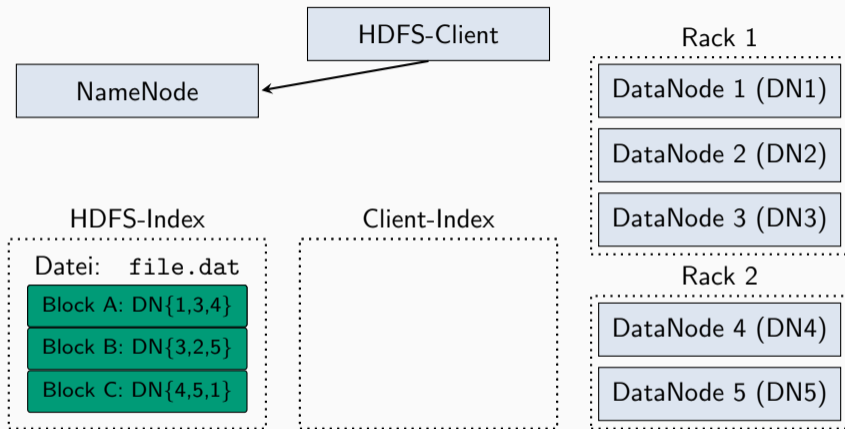 HDFS-Client
NameNode
HDFS-Index
Datei: file.dat
Block A: DN{1,3,4}
Block B: DN{3,2,5}
Block C: DN{4,5,1}
Client-Index
Rack 1
DataNode 1 (DN1)
DataNode 2 (DN2)
DataNode 3 (DN3)
Rack 2
DataNode 4 (DN4)
DataNode 5 (DN5)